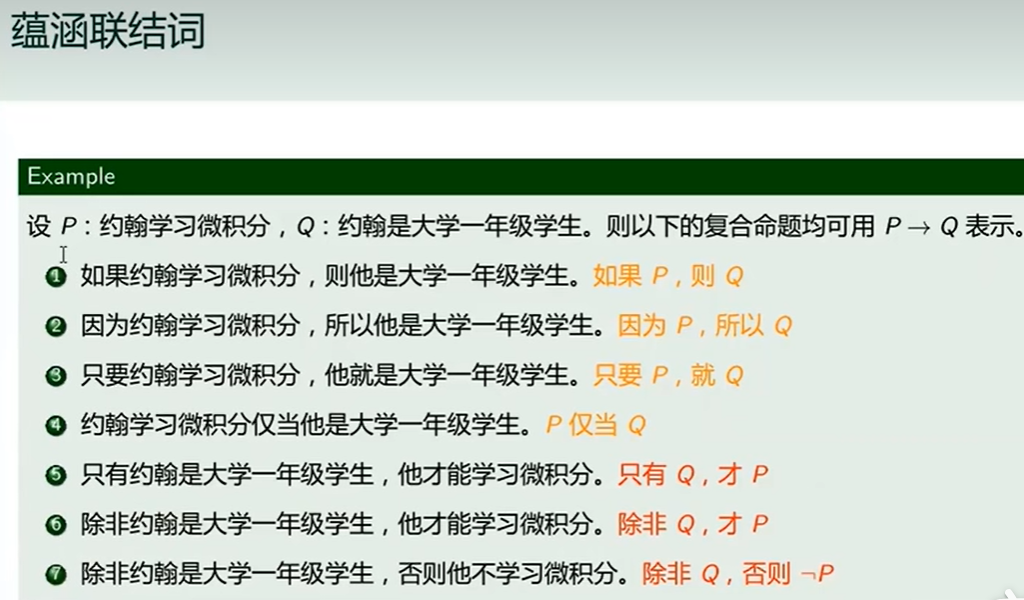 蕴涵联结词
Example
设 P：约翰学习微积分，Q：约翰是大学一年级学生。则以下的复合命题均可用 P → Q 表示。
1 如果约翰学习微积分，则他是大学一年级学生。如果 P，则 Q
2 因为约翰学习微积分，所以他是大学一年级学生。因为 P，所以 Q
3 只要约翰学习微积分，他就是大学一年级学生。只要 P，就 Q
4 约翰学习微积分仅当他是大学一年级学生。P 仅当 Q
5 只有约翰是大学一年级学生，他才能学习微积分。只有 Q，才 P
6 除非约翰是大学一年级学生，他才能学习微积分。除非 Q，才 P
7 除非约翰是大学一年级学生，否则他不学习微积分。除非 Q，否则 ¬P